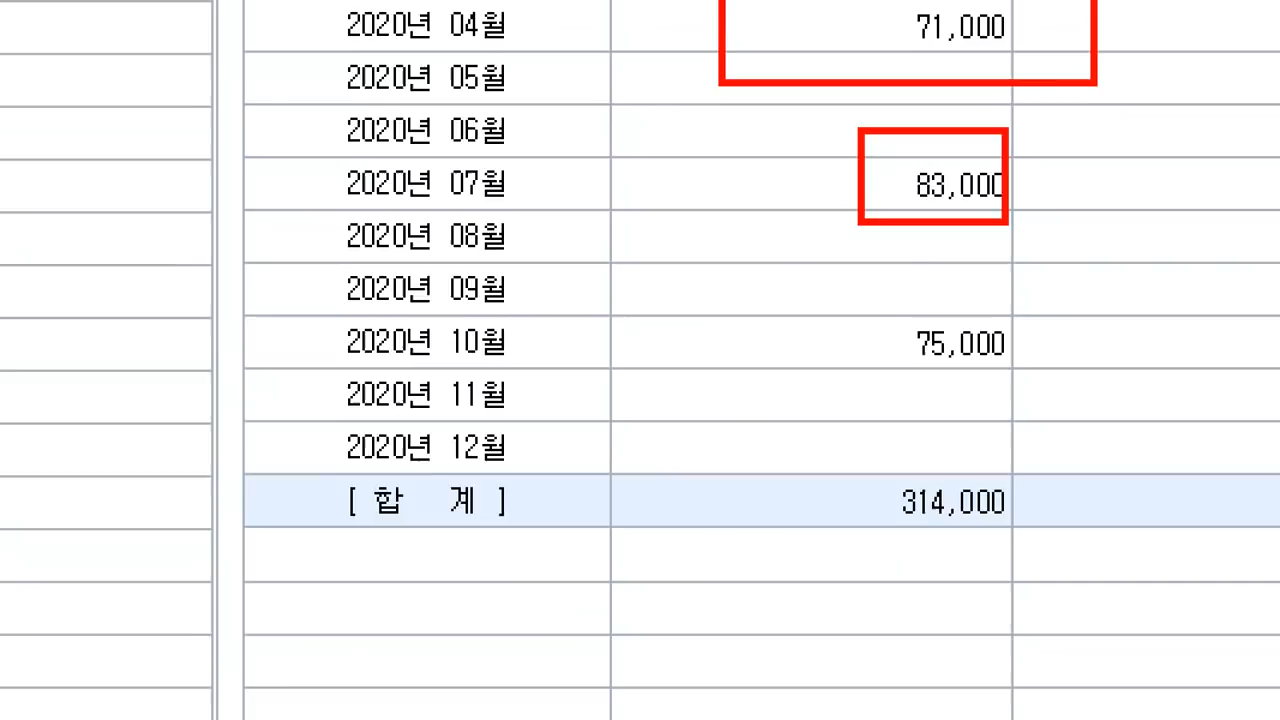 2020년 04월 71,000
2020년 05월
2020년 06월
2020년 07월 83,000
2020년 08월
2020년 09월
2020년 10월 75,000
2020년 11월
2020년 12월
[ 합 계 ] 314,000